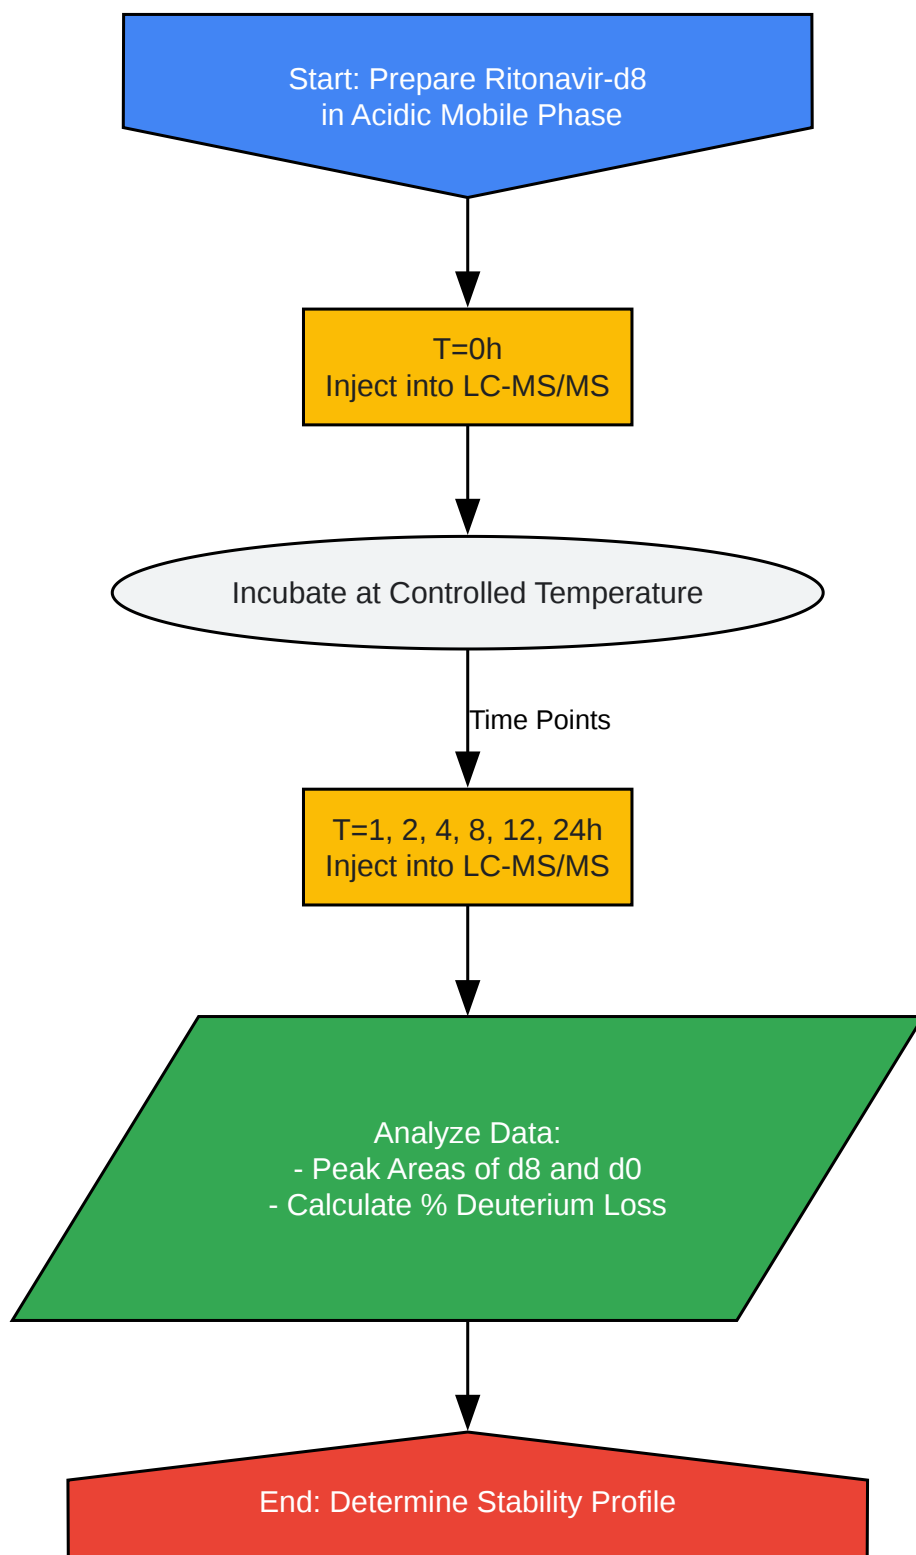 Start: Prepare Ritonavir-d8
in Acidic Mobile Phase
T=0h
Inject into LC-MS/MS
Incubate at Controlled Temperature
Time Points
T=1, 2, 4, 8, 12, 24h
Inject into LC-MS/MS
Analyze Data:
- Peak Areas of d8 and d0
- Calculate % Deuterium Loss
End: Determine Stability Profile